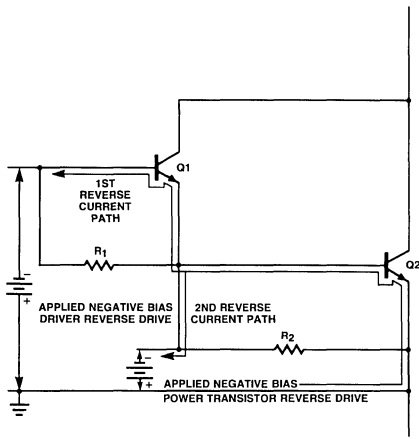 Q1
1ST
REVERSE
CURRENT
PATH
Q2
R1
−
+
APPLIED NEGATIVE BIAS
DRIVER REVERSE DRIVE
2ND REVERSE
CURRENT PATH
R2
−
+
APPLIED NEGATIVE BIAS
POWER TRANSISTOR REVERSE DRIVE